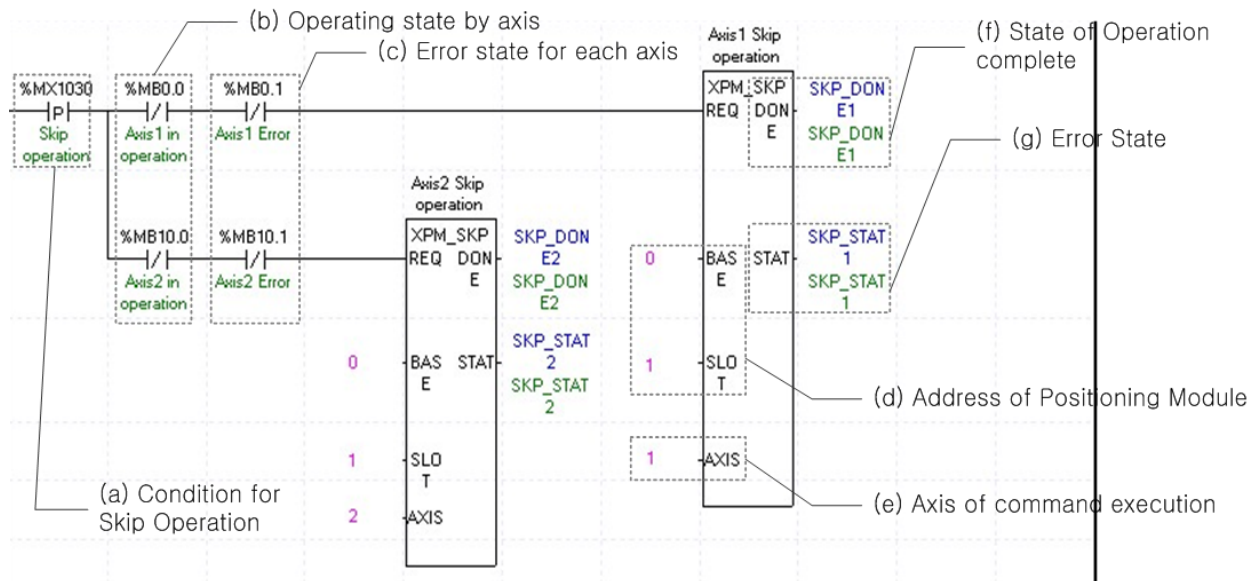 (b) Operating state by axis
(c) Error state for each axis
Axis1 Skip
operation
(f) State of Operation
complete
%MX1030
%MB0.0
%MB0.1
P
Skip
operation
Axis1 in
operation
Axis1 Error
XPM_SKP
REQ DON
E
SKP_DON
E1
SKP_DON
E1
(g) Error State
Axis2 Skip
operation
%MB10.0
%MB10.1
Axis2 in
operation
Axis2 Error
XPM_SKP
REQ DON
E
SKP_DON
E2
SKP_DON
E2
0
BAS STAT
E
SKP_STAT
1
SKP_STAT
1
0
BAS STAT
E
SKP_STAT
2
SKP_STAT
2
1
SLO
T
(d) Address of Positioning Module
1
SLO
T
1
AXIS
2
AXIS
(a) Condition for
Skip Operation
(e) Axis of command execution